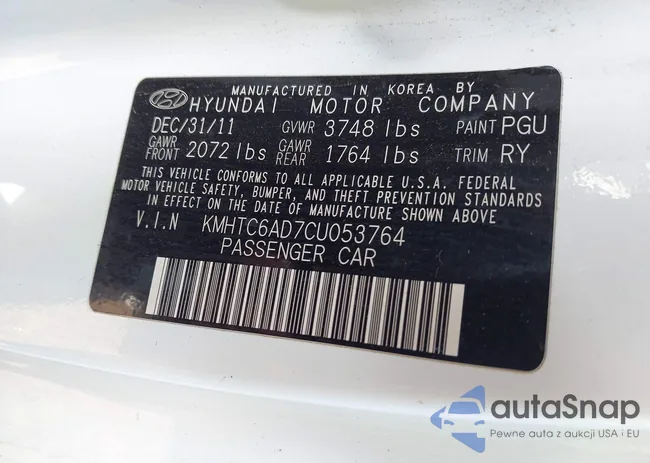 MANUFACTURED IN KOREA BY
HYUNDAI MOTOR COMPANY
DEC/31/11 GVWR 3748 lbs PAINT PGU
GAWR FRONT 2072 lbs GAWR REAR 1764 lbs TRIM RY
THIS VEHICLE CONFORMS TO ALL APPLICABLE U.S.A. FEDERAL
MOTOR VEHICLE SAFETY, BUMPER, AND THEFT PREVENTION STANDARDS
IN EFFECT ON THE DATE OF MANUFACTURE SHOWN ABOVE
V.I.N KMHTC6AD7CU053764
PASSENGER CAR
autaSnap
Pewne auta z aukcji USA i EU